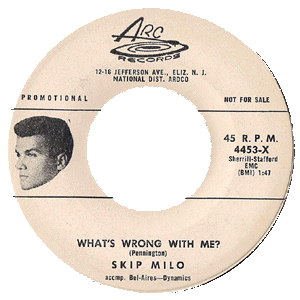 ARC
RECORDS
12-16 JEFFERSON AVE., ELIZ. N. J.
NATIONAL DIST. ARDCO
PROMOTIONAL
NOT FOR SALE
45 R.P.M.
4453-X
Sherrill-Stafford
EMC
(BMI) 1:47
WHAT'S WRONG WITH ME?
(Pennington)
SKIP MILO
accmp. Bel-Aires—Dynamics